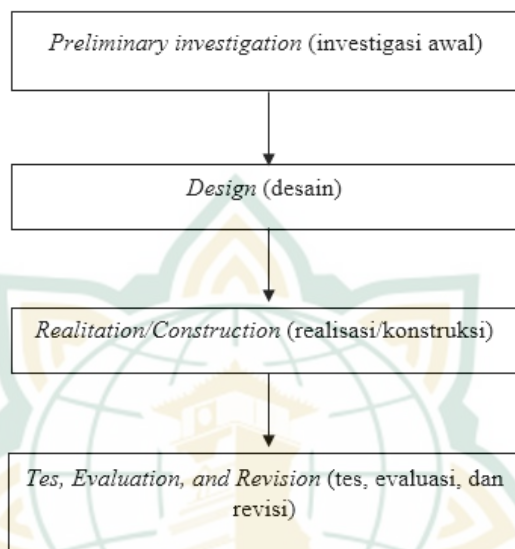 Preliminary investigation (investigasi awal)
Design (desain)
Realitation/Construction (realisasi/konstruksi)
Tes, Evaluation, and Revision (tes, evaluasi, dan
revisi)